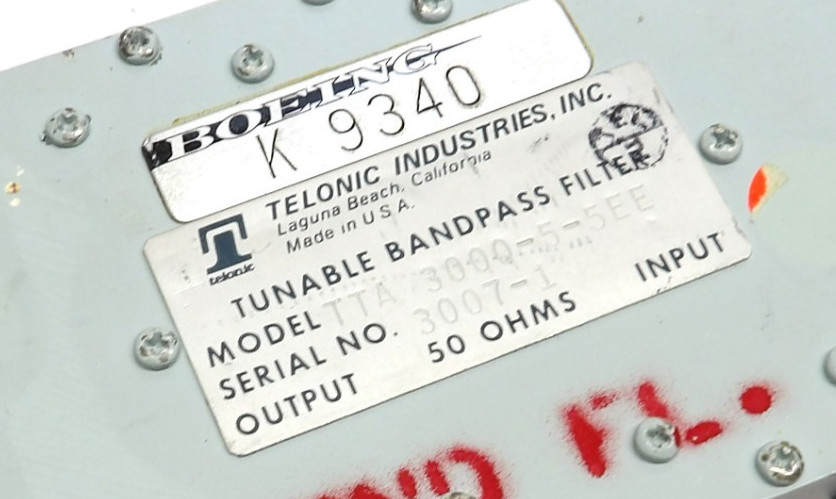 BOEING
K 9340
TELONIC INDUSTRIES, INC.
Laguna Beach, California
Made in U.S.A.
telonic
TUNABLE BANDPASS FILTER
MODEL TTA 3000-5-5EE
SERIAL NO. 3007-1
OUTPUT 50 OHMS INPUT
FL.